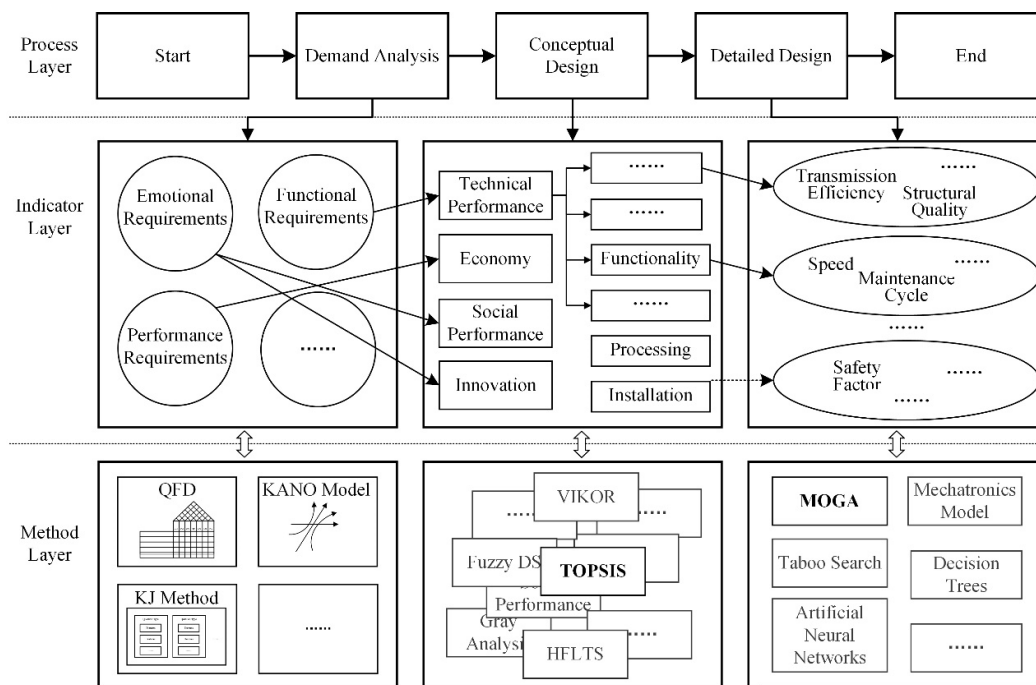 Process
Layer
Start
Demand Analysis
Conceptual
Design
Detailed Design
End
Indicator
Layer
Emotional
Requirements
Functional
Requirements
Performance
Requirements
......
Technical
Performance
Economy
Social
Performance
Innovation
......
......
Functionality
......
Processing
Installation
......
Transmission
Efficiency
Structural
Quality
Speed
......
Maintenance
Cycle
......
Safety
Factor
......
......
Method
Layer
QFD
KANO Model
KJ Method
......
VIKOR
......
......
Fuzzy DS
TOPSIS
Performance
Gray
Analysis
......
HFLTS
MOGA
Mechatronics
Model
Taboo Search
Decision
Trees
Artificial
Neural
Networks
......